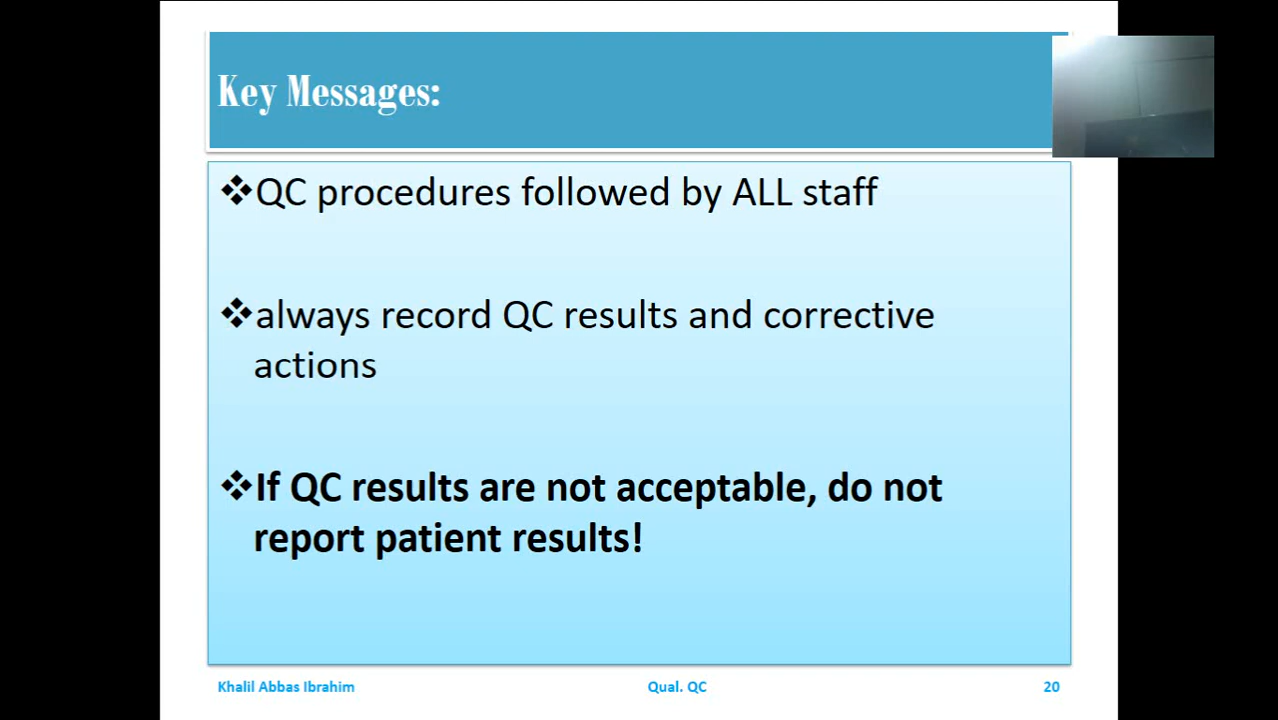 Key Messages:
❖QC procedures followed by ALL staff
❖always record QC results and corrective
actions
❖If QC results are not acceptable, do not
report patient results!
Khalil Abbas Ibrahim
Qual. QC
20